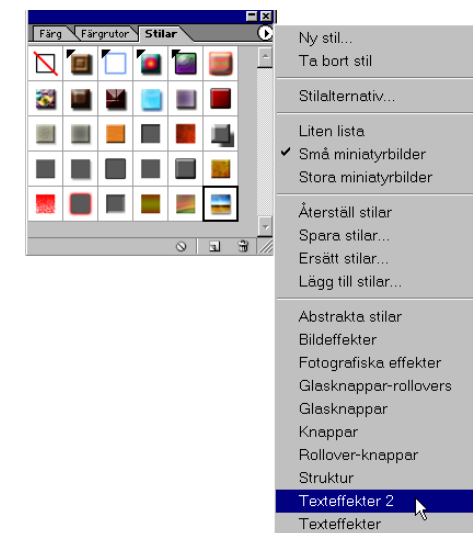 Färg Färgrutor Stilar
Ny stil...
Ta bort stil
Stilalternativ...
Liten lista
Små miniatyrbilder
Stora miniatyrbilder
Återställ stilar
Spara stilar...
Ersätt stilar...
Lägg till stilar...
Abstrakta stilar
Bildeffekter
Fotografiska effekter
Glasknappar-rollovers
Glasknappar
Knappar
Rollover-knappar
Struktur
Texteffekter 2
Texteffekter